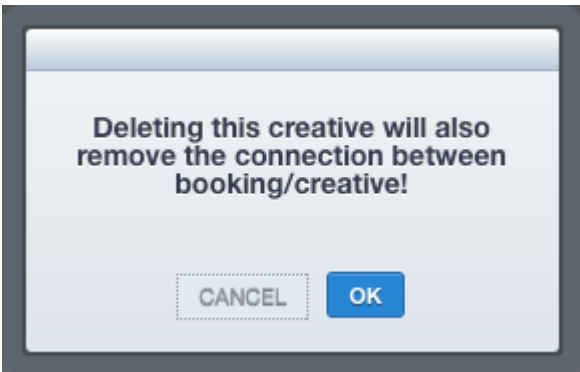 Deleting this creative will also
remove the connection between
booking/creative!
CANCEL
OK